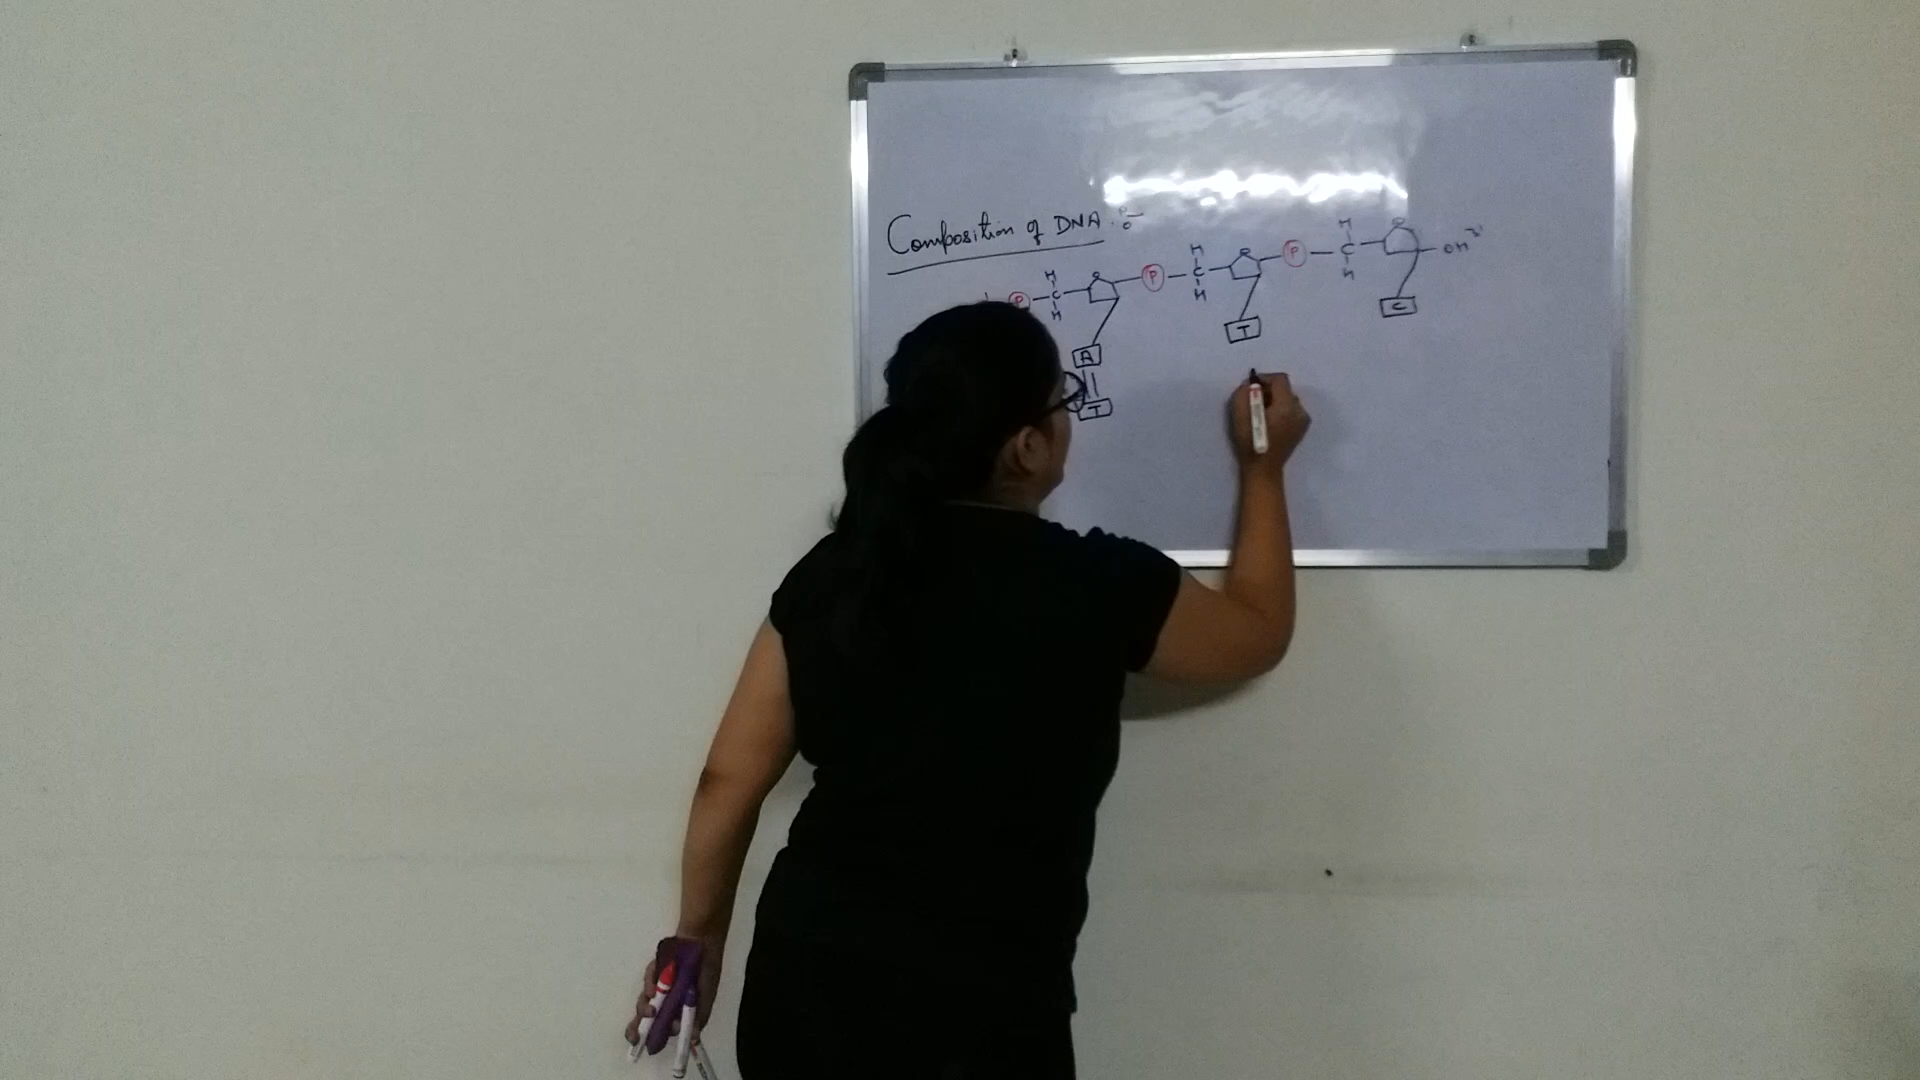 Composition of DNA.
H H H
P C O P C O P C O OH 3'
H H H
A T C
T